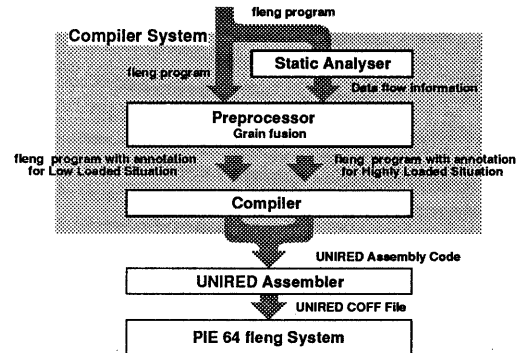 fleng program
Compiler System
Static Analyser
fleng program
Data flow information
Preprocessor
Grain fusion
fleng program with annotation
for Low Loaded Situation
fleng program with annotation
for Highly Loaded Situation
Compiler
UNIRED Assembly Code
UNIRED Assembler
UNIRED COFF File
PIE 64 fleng System